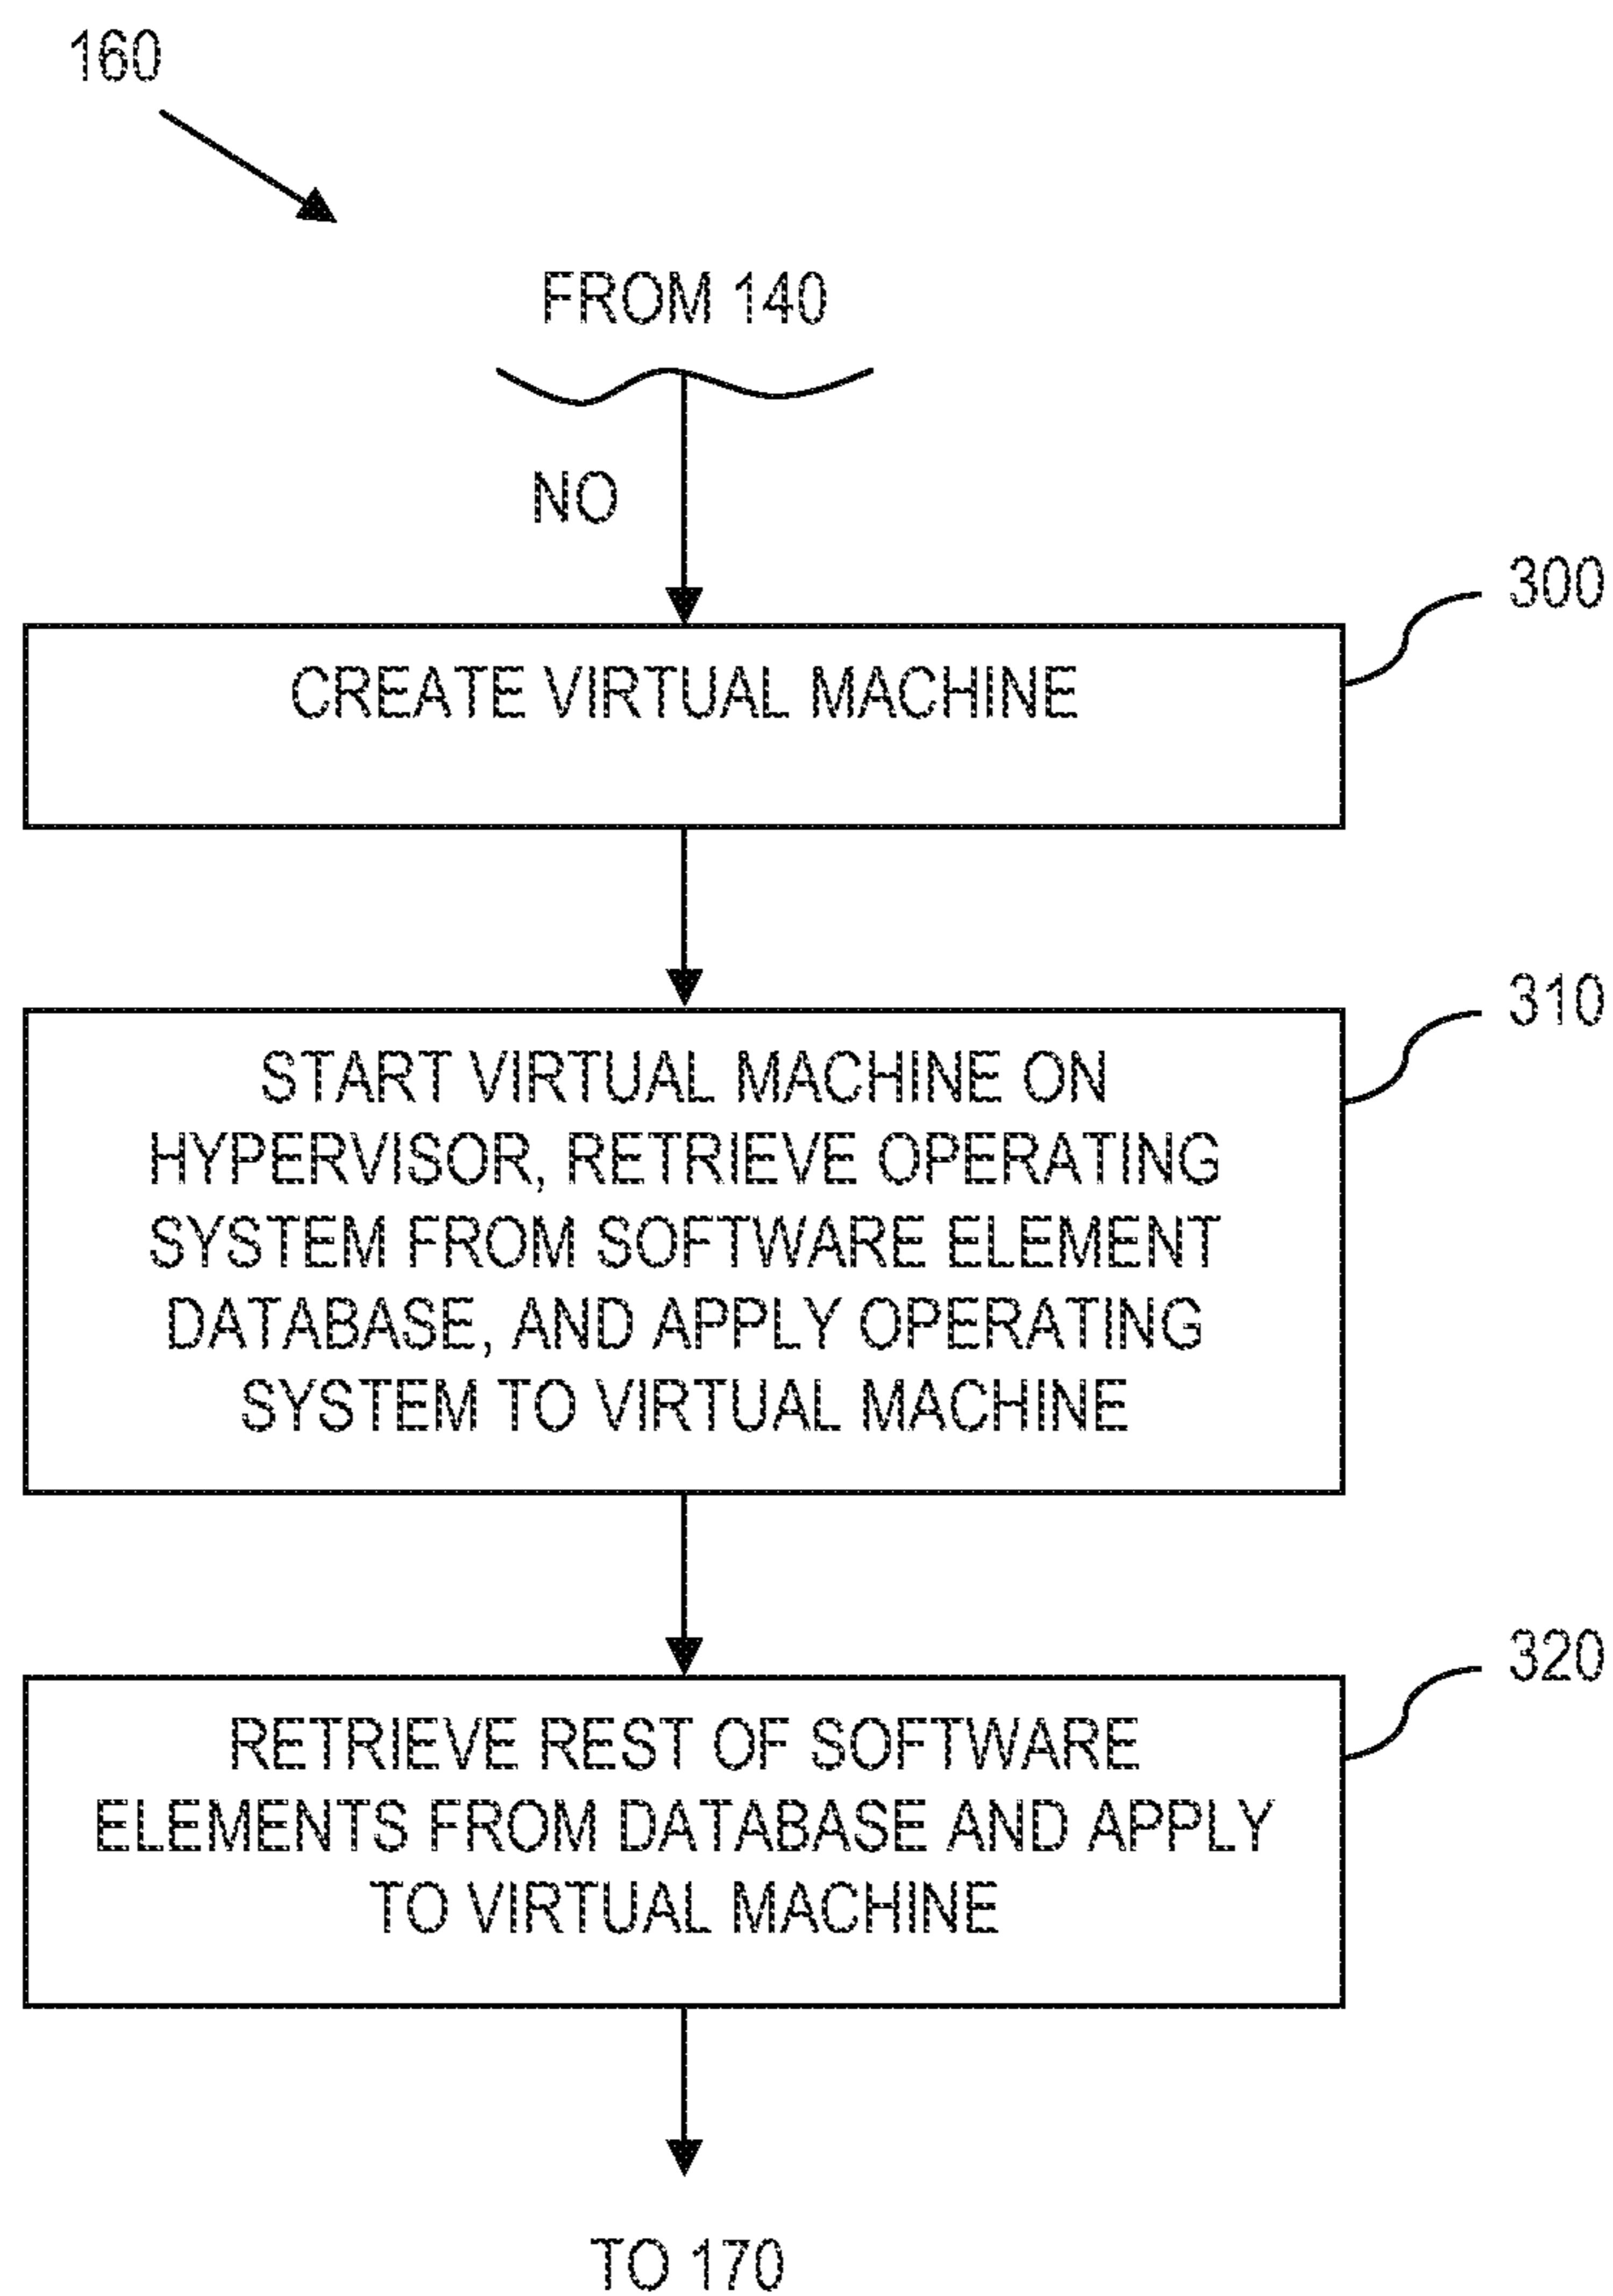 160
FROM 140
NO
300
CREATE VIRTUAL MACHINE
310
START VIRTUAL MACHINE ON
HYPERVISOR, RETRIEVE OPERATING
SYSTEM FROM SOFTWARE ELEMENT
DATABASE, AND APPLY OPERATING
SYSTEM TO VIRTUAL MACHINE
320
RETRIEVE REST OF SOFTWARE
ELEMENTS FROM DATABASE AND APPLY
TO VIRTUAL MACHINE
TO 170